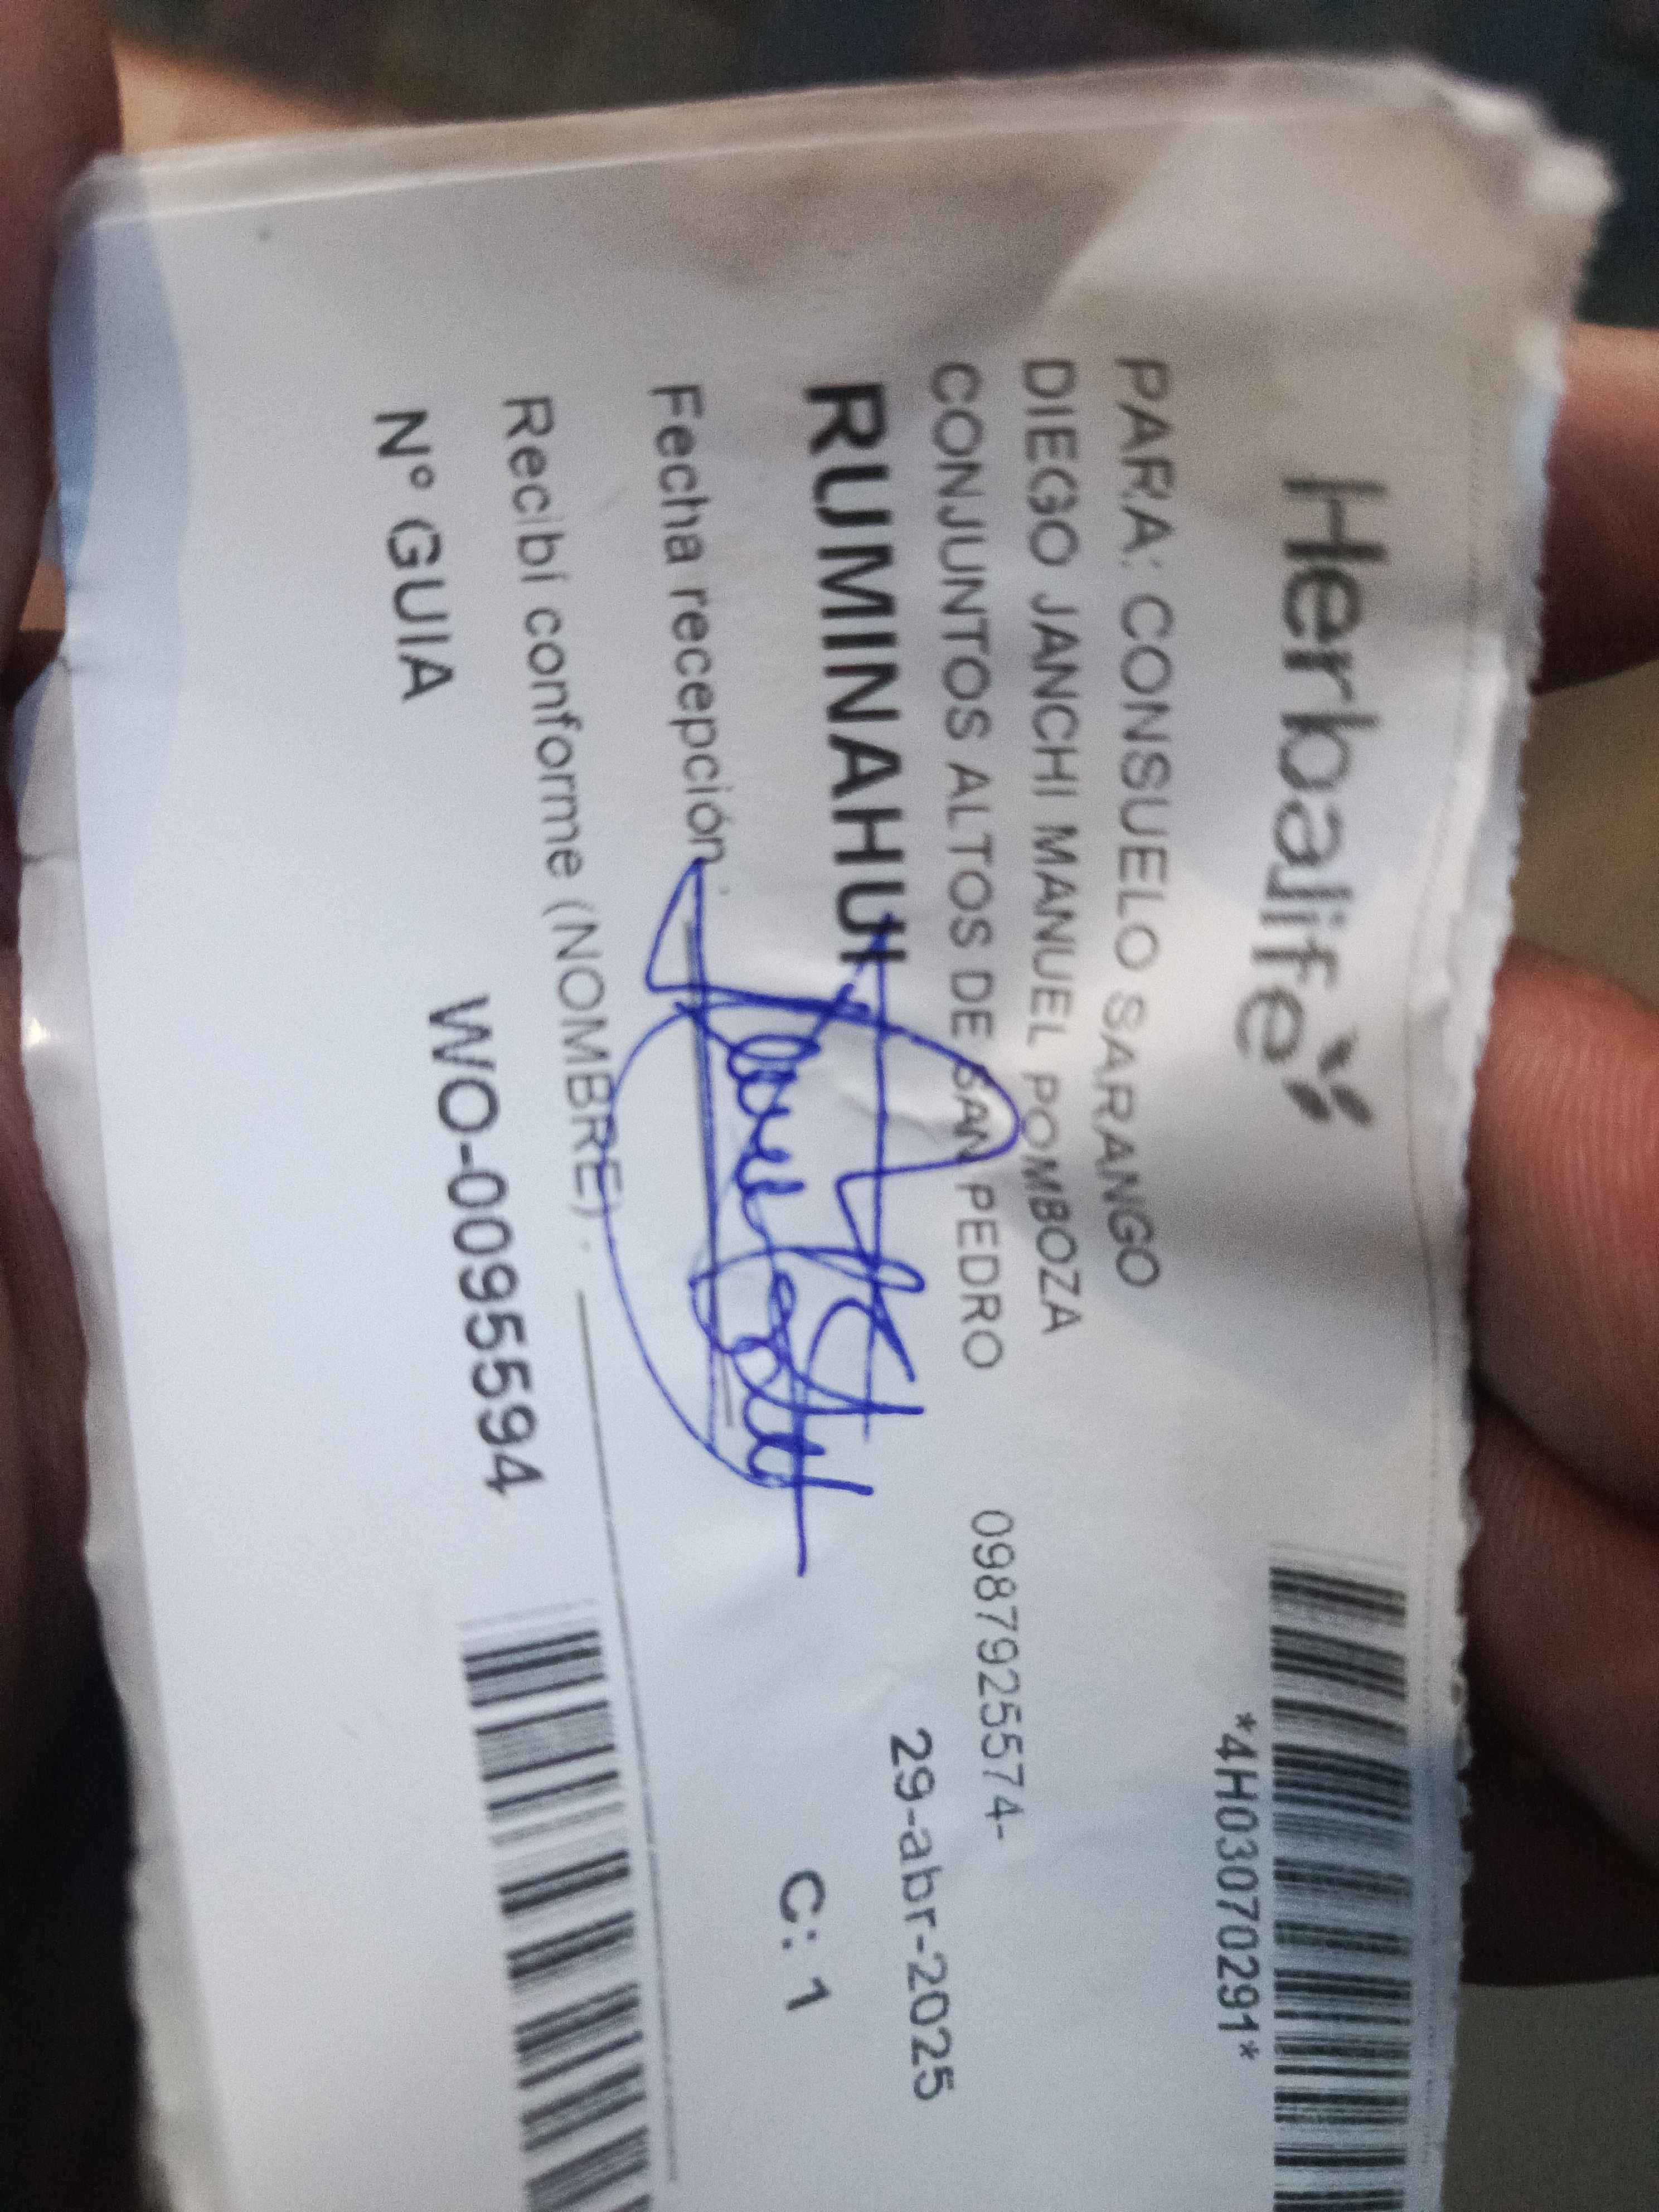 Herbalife
*4H03070291*
PARA: CONSUELO SARANGO
DIEGO JANCHI MANUEL POMBOZA
CONJUNTOS ALTOS DE SAN PEDRO 0987925574-
RUMINAHUI 29-abr-2025
C: 1
Fecha recepción:
Recibí conforme (NOMBRE) :
N° GUIA WO-0095594